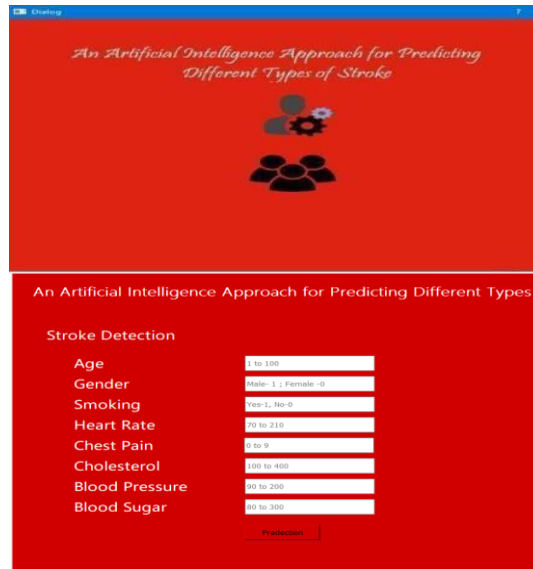 Dialog ?
An Artificial Intelligence Approach for Predicting
Different Types of Stroke
An Artificial Intelligence Approach for Predicting Different Types
Stroke Detection
Age 1 to 100
Gender Male- 1 ; Female -0
Smoking Yes-1, No-0
Heart Rate 70 to 210
Chest Pain 0 to 9
Cholesterol 100 to 400
Blood Pressure 90 to 200
Blood Sugar 80 to 300
Prediection